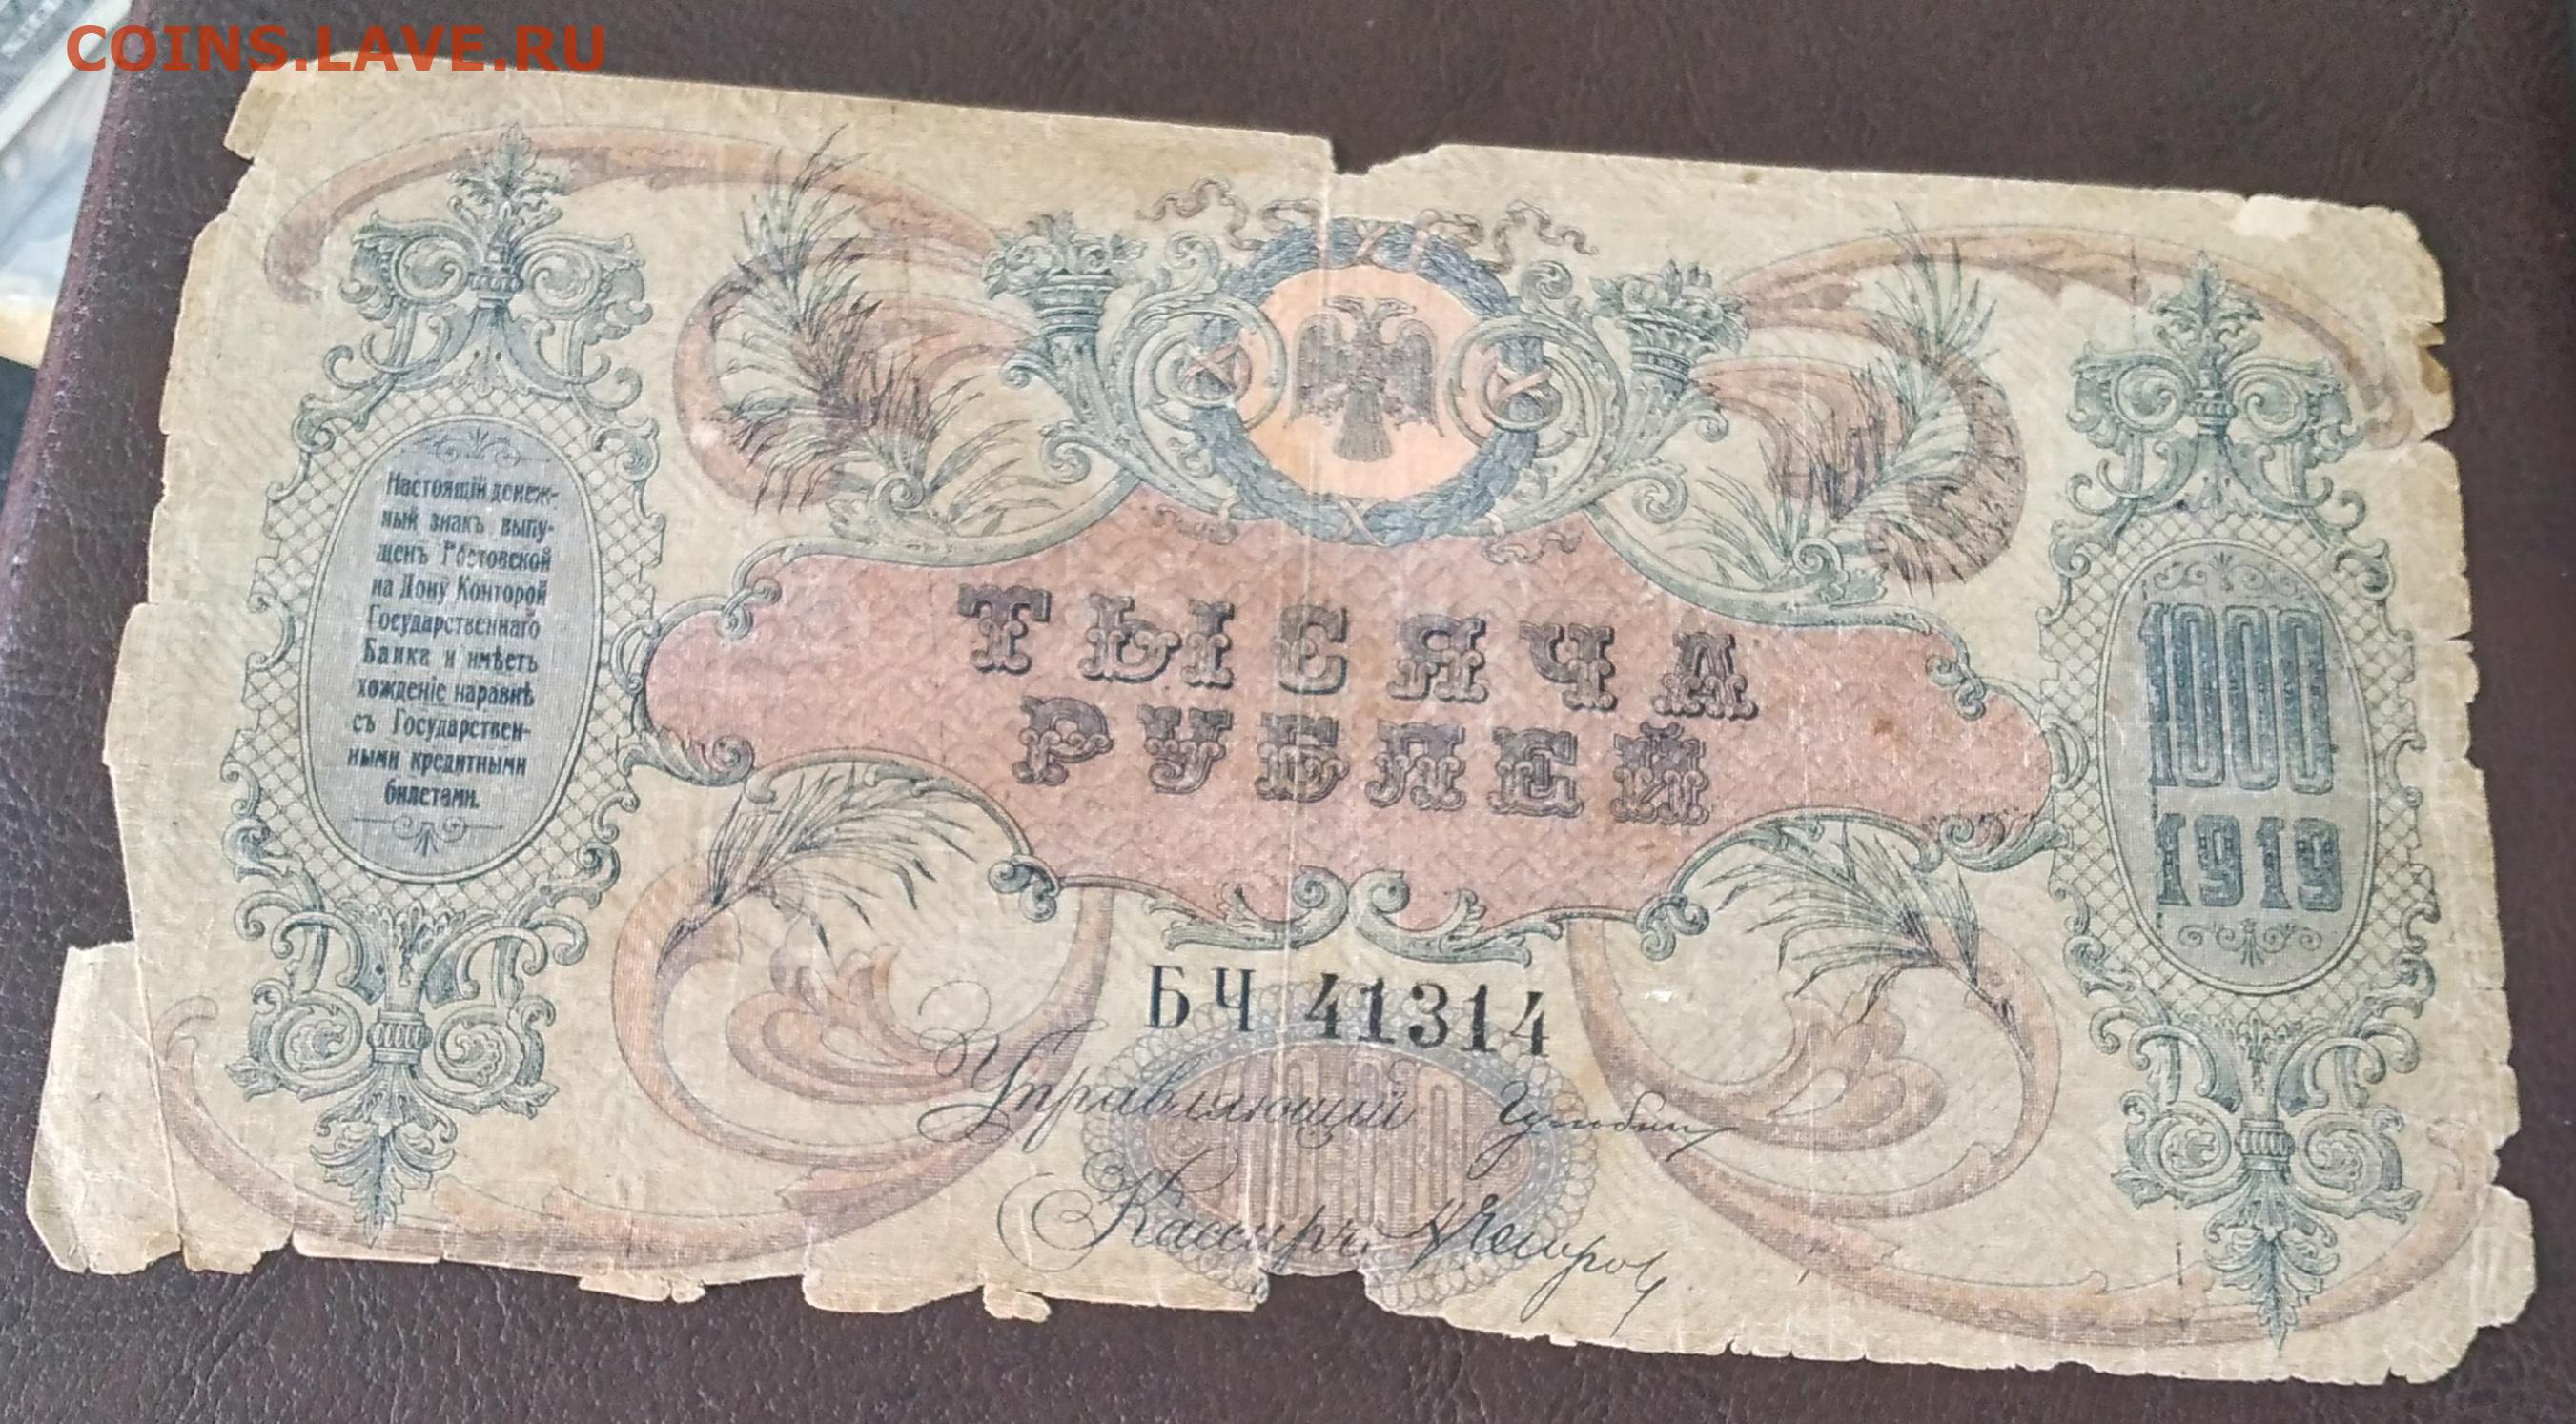 COINS.LAVE.RU
Настоящій денеж-
ный знакъ выпу-
щенъ Ростовской
на Дону Конторой
Государственнаго
Банка и имѣетъ
хожденіе наравнѣ
съ Государствен-
ными кредитными
билетами.
ТЫСЯЧА
РУБЛЕЙ
1000
1919
БЧ 41314
Управляющій
Кассиръ